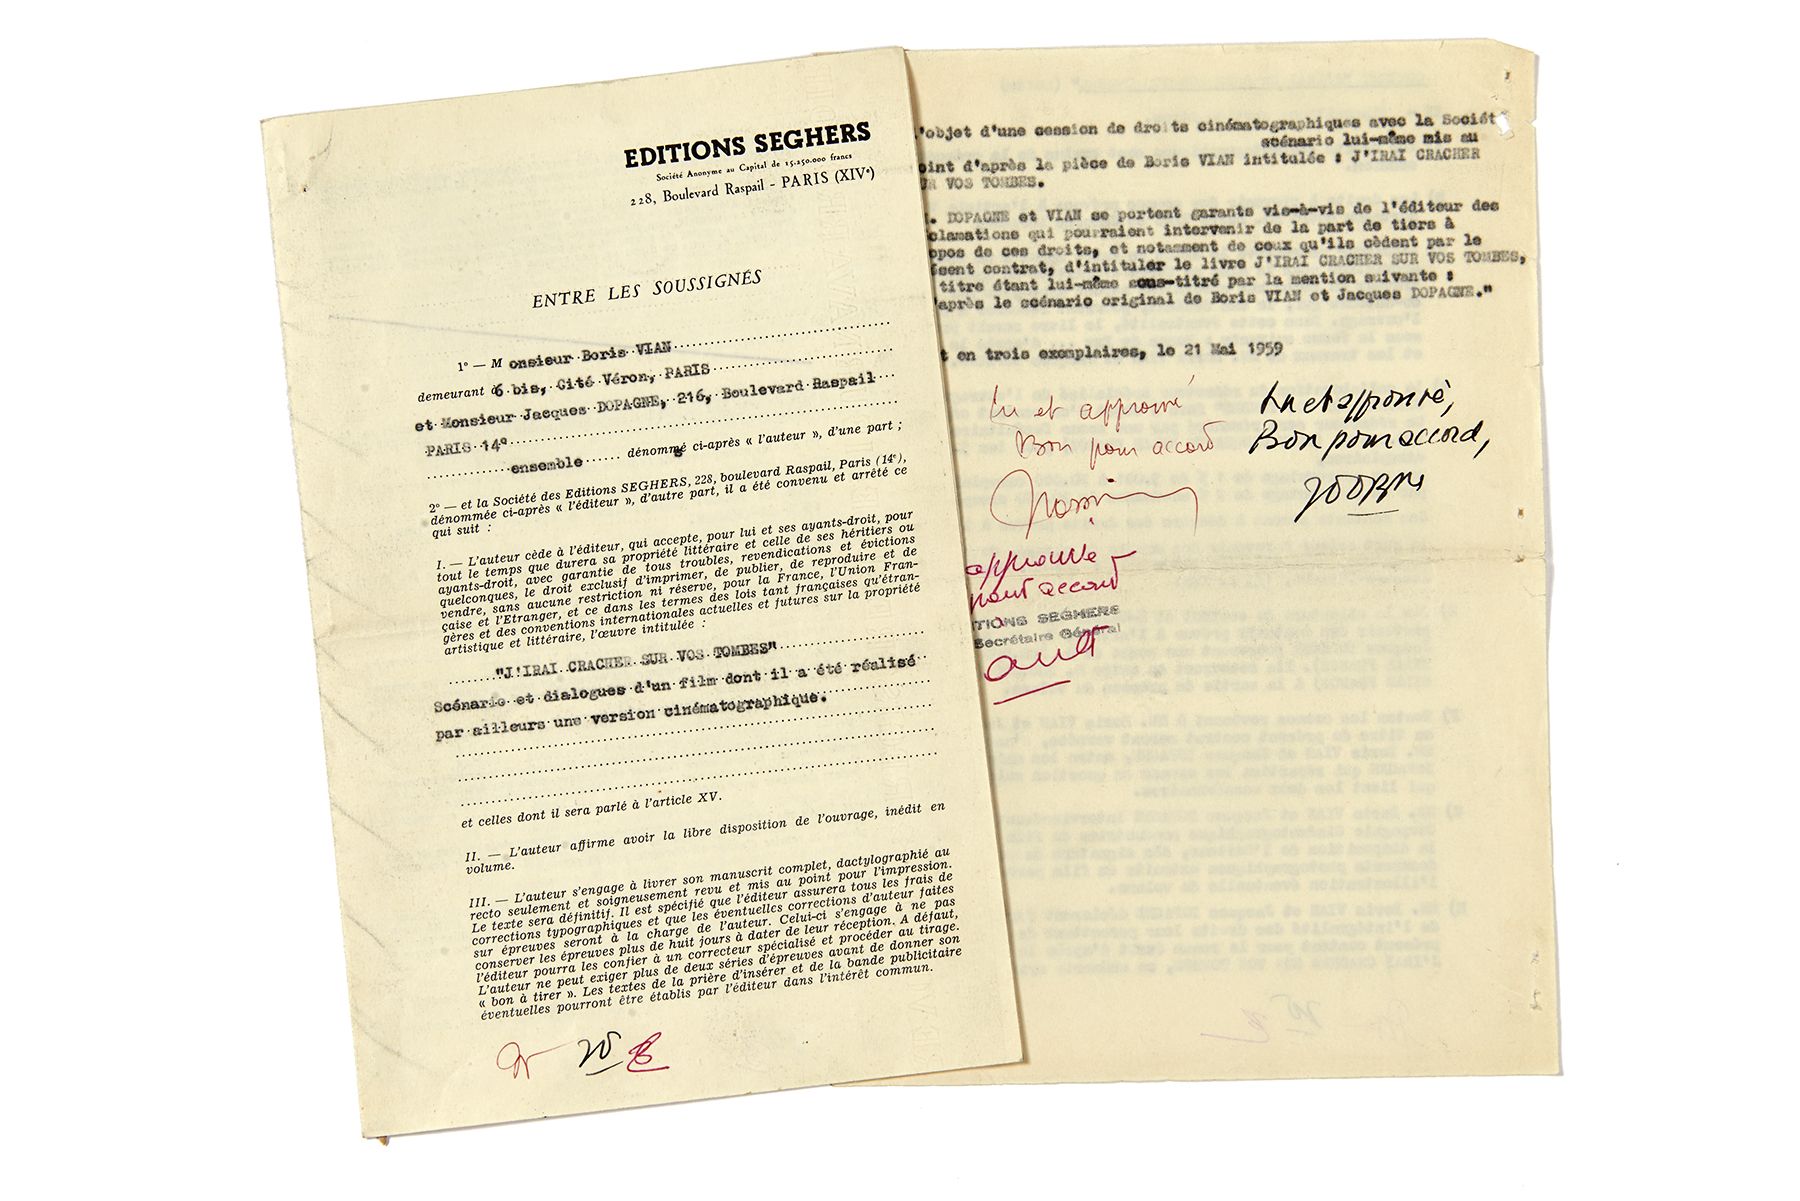 EDITIONS SEGHERS
Société Anonyme au Capital de 15.250.000 francs
228, Boulevard Raspail - PARIS (XIVe)
ENTRE LES SOUSSIGNÉS
1° — M onsieur Boris VIAN
demeurant à 6 bis, Cité Véron, PARIS
et Monsieur Jacques DOPAGNE, 216, Boulevard Raspail
PARIS 14°
ensemble dénommé ci-après « l'auteur », d'une part ;
2° — et la Société des Editions SEGHERS, 228, boulevard Raspail, Paris (14e),
dénommée ci-après « l'éditeur », d'autre part, il a été convenu et arrêté ce
qui suit :
I. — L'auteur cède à l'éditeur, qui accepte, pour lui et ses ayants-droit, pour
tout le temps que durera sa propriété littéraire et celle de ses héritiers ou
ayants-droit, avec garantie de tous troubles, revendications et évictions
quelconques, le droit exclusif d'imprimer, de publier, de reproduire et de
vendre, sans aucune restriction ni réserve, pour la France, l'Union Fran-
çaise et l'Etranger, et ce dans les termes des lois tant françaises qu'étran-
gères et des conventions internationales actuelles et futures sur la propriété
artistique et littéraire, l'œuvre intitulée :
"J'IRAI CRACHER SUR VOS TOMBES"
Scénario et dialogues d'un film dont il a été réalisé
par ailleurs une version cinématographique.
et celles dont il sera parlé à l'article XV.
II. — L'auteur affirme avoir la libre disposition de l'ouvrage, inédit en
volume.
III. — L'auteur s'engage à livrer son manuscrit complet, dactylographié au
recto seulement et soigneusement revu et mis au point pour l'impression.
Le texte sera définitif. Il est spécifié que l'éditeur assurera tous les frais de
corrections typographiques et que les éventuelles corrections d'auteur faites
sur épreuves seront à la charge de l'auteur. Celui-ci s'engage à ne pas
conserver les épreuves plus de huit jours à dater de leur réception. A défaut,
l'éditeur pourra les confier à un correcteur spécialisé et procéder au tirage.
L'auteur ne peut exiger plus de deux séries d'épreuves avant de donner son
« bon à tirer ». Les textes de la prière d'insérer et de la bande publicitaire
éventuelles pourront être établis par l'éditeur dans l'intérêt commun.
'objet d'une cession de droits cinématographiques avec la Sociét
scénario lui-même mis au
oint d'après la pièce de Boris VIAN intitulée : J'IRAI CRACHER
R VOS TOMBES.
. DOPAGNE et VIAN se portent garants vis-à-vis de l'éditeur des
clamations qui pourraient intervenir de la part de tiers à
opos de ces droits, et notamment de ceux qu'ils cèdent par le
ésent contrat, d'intituler le livre J'IRAI CRACHER SUR VOS TOMBES,
titre étant lui-même sous-titré par la mention suivante :
'après le scénario original de Boris VIAN et Jacques DOPAGNE."
t en trois exemplaires, le 21 Mai 1959
Lu et approuvé
Bon pour accord
Lu et approuvé,
Bon pour accord,
approuvé
pour accord
TIONS SEGHERS
Secrétaire Général